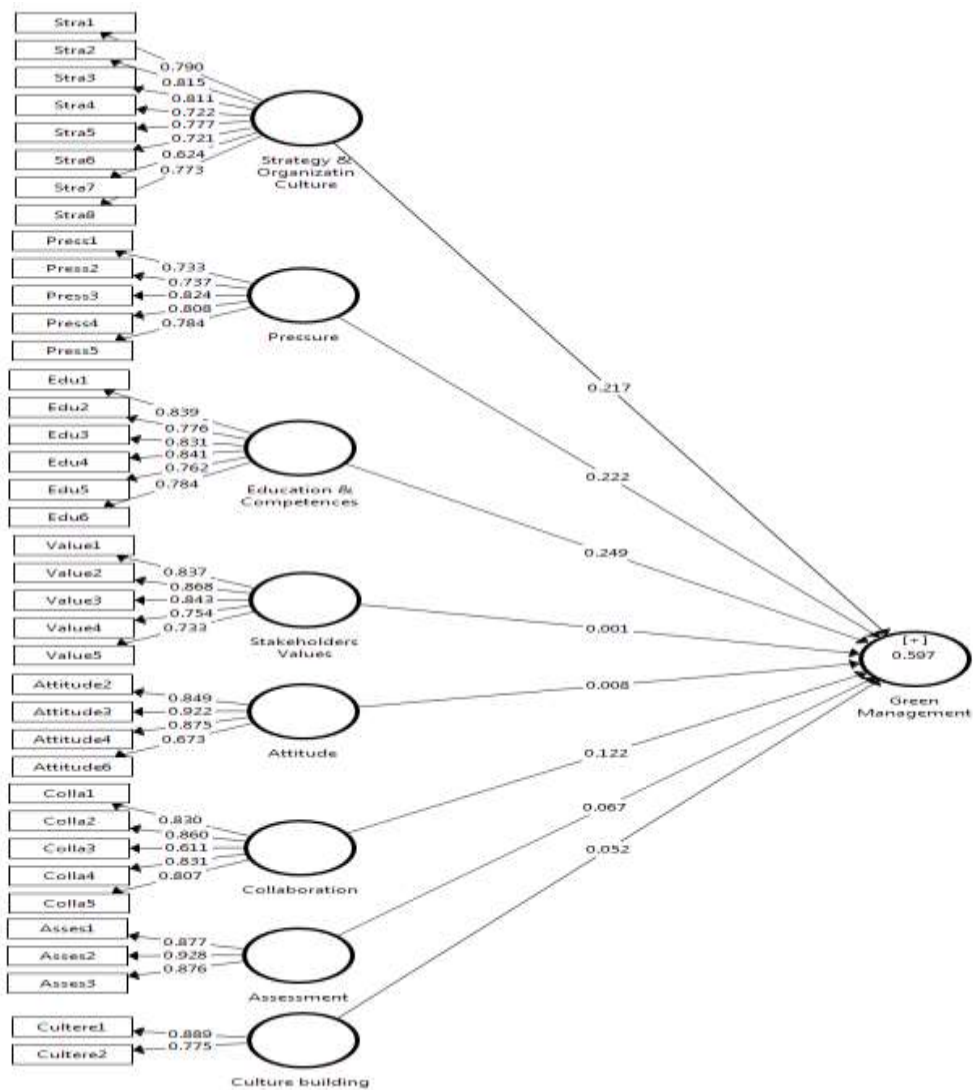 Stra1
Stra2
Stra3
Stra4
Stra5
Stra6
Stra7
Stra8
0.790
0.815
0.811
0.722
0.777
0.721
0.624
0.773
Strategy &
Organizatin
Culture
Press1
Press2
Press3
Press4
Press5
0.733
0.737
0.824
0.808
0.784
Pressure
Edu1
Edu2
Edu3
Edu4
Edu5
Edu6
0.839
0.776
0.831
0.841
0.762
0.784
Education &
Competences
Value1
Value2
Value3
Value4
Value5
0.837
0.868
0.843
0.754
0.733
Stakeholders
Values
Attitude2
Attitude3
Attitude4
Attitude6
0.849
0.922
0.875
0.673
Attitude
Colla1
Colla2
Colla3
Colla4
Colla5
0.830
0.860
0.611
0.831
0.807
Collaboration
Asses1
Asses2
Asses3
0.877
0.928
0.876
Assessment
Cultere1
Cultere2
0.889
0.775
Culture building
0.217
0.222
0.249
0.001
0.008
0.122
0.067
0.052
[+]
0.597
Green
Management